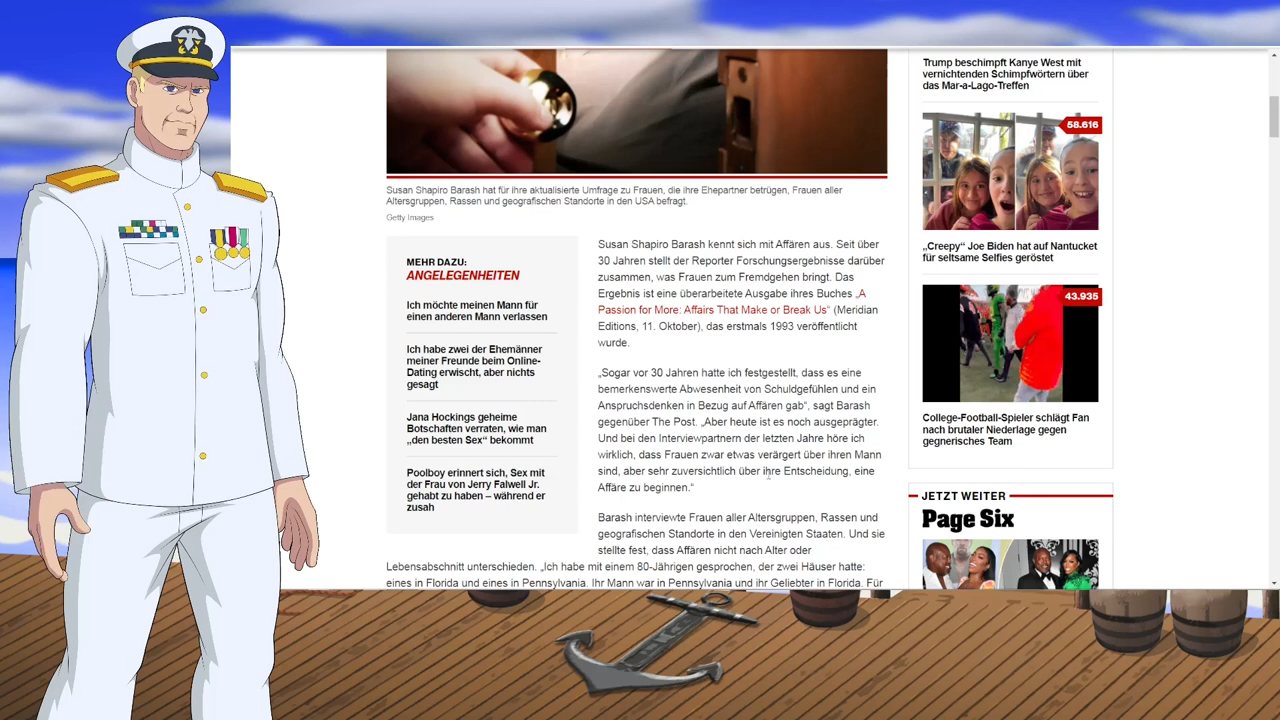 Susan Shapiro Barash hat für ihre aktualisierte Umfrage zu Frauen, die ihre Ehepartner betrügen, Frauen aller
Altersgruppen, Rassen und geografischen Standorte in den USA befragt.
Getty Images
MEHR DAZU:
ANGELEGENHEITEN
Ich möchte meinen Mann für
einen anderen Mann verlassen
Ich habe zwei der Ehemänner
meiner Freunde beim Online-
Dating erwischt, aber nichts
gesagt
Jana Hockings geheime
Botschaften verraten, wie man
„den besten Sex“ bekommt
Poolboy erinnert sich, Sex mit
der Frau von Jerry Falwell Jr.
gehabt zu haben – während er
zusah
Susan Shapiro Barash kennt sich mit Affären aus. Seit über
30 Jahren stellt der Reporter Forschungsergebnisse darüber
zusammen, was Frauen zum Fremdgehen bringt. Das
Ergebnis ist eine überarbeitete Ausgabe ihres Buches „A
Passion for More: Affairs That Make or Break Us“ (Meridian
Editions, 11. Oktober), das erstmals 1993 veröffentlicht
wurde.
„Sogar vor 30 Jahren hatte ich festgestellt, dass es eine
bemerkenswerte Abwesenheit von Schuldgefühlen und ein
Anspruchsdenken in Bezug auf Affären gab“, sagt Barash
gegenüber The Post. „Aber heute ist es noch ausgeprägter.
Und bei den Interviewpartnern der letzten Jahre höre ich
wirklich, dass Frauen zwar etwas verärgert über ihren Mann
sind, aber sehr zuversichtlich über ihre Entscheidung, eine
Affäre zu beginnen.“
Barash interviewte Frauen aller Altersgruppen, Rassen und
geografischen Standorte in den Vereinigten Staaten. Und sie
stellte fest, dass Affären nicht nach Alter oder
Lebensabschnitt unterschieden. „Ich habe mit einem 80-Jährigen gesprochen, der zwei Häuser hatte:
eines in Florida und eines in Pennsylvania. Ihr Mann war in Pennsylvania und ihr Geliebter in Florida. Für
Trump beschimpft Kanye West mit
vernichtenden Schimpfwörtern über
das Mar-a-Lago-Treffen
58.616
„Creepy“ Joe Biden hat auf Nantucket
für seltsame Selfies geröstet
43.935
College-Football-Spieler schlägt Fan
nach brutaler Niederlage gegen
gegnerisches Team
JETZT WEITER
Page Six